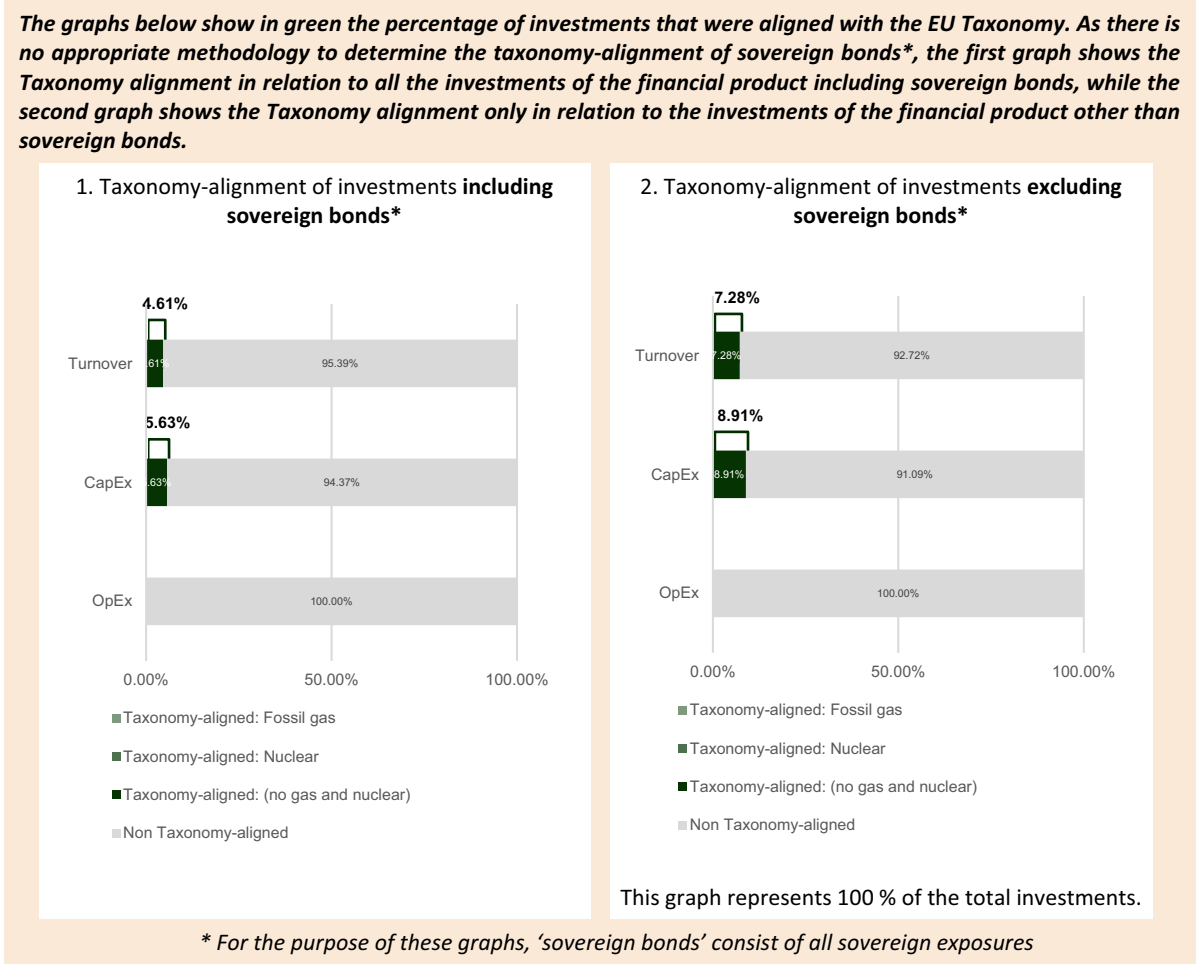 The graphs below show in green the percentage of investments that were aligned with the EU Taxonomy. As there is
no appropriate methodology to determine the taxonomy-alignment of sovereign bonds*, the first graph shows the
Taxonomy alignment in relation to all the investments of the financial product including sovereign bonds, while the
second graph shows the Taxonomy alignment only in relation to the investments of the financial product other than
sovereign bonds.
1. Taxonomy-alignment of investments including
sovereign bonds*
4.61%
Turnover
.61%
95.39%
5.63%
CapEx
.63%
94.37%
OpEx
100.00%
0.00%
50.00%
100.00%
Taxonomy-aligned: Fossil gas
Taxonomy-aligned: Nuclear
Taxonomy-aligned: (no gas and nuclear)
Non Taxonomy-aligned
2. Taxonomy-alignment of investments excluding
sovereign bonds*
7.28%
Turnover
7.28%
92.72%
8.91%
CapEx
8.91%
91.09%
OpEx
100.00%
0.00%
50.00%
100.00%
Taxonomy-aligned: Fossil gas
Taxonomy-aligned: Nuclear
Taxonomy-aligned: (no gas and nuclear)
Non Taxonomy-aligned
This graph represents 100 % of the total investments.
* For the purpose of these graphs, ‘sovereign bonds’ consist of all sovereign exposures